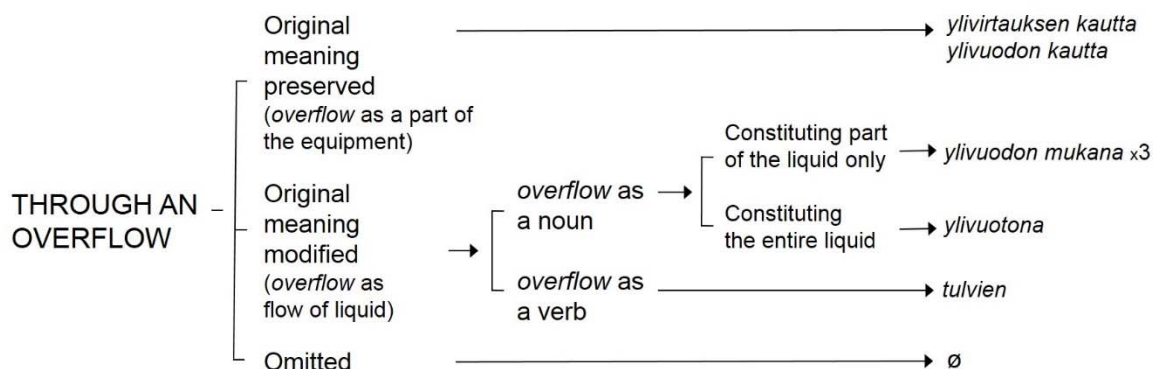 THROUGH AN
OVERFLOW
Original
meaning
preserved
(overflow as a part of
the equipment)
ylivirtauksen kautta
ylivuodon kautta
Original
meaning
modified
(overflow as
flow of liquid)
overflow as
a noun
Constituting part
of the liquid only
ylivuodon mukana x3
Constituting
the entire liquid
ylivuotona
overflow as
a verb
tulvien
Omitted
ø